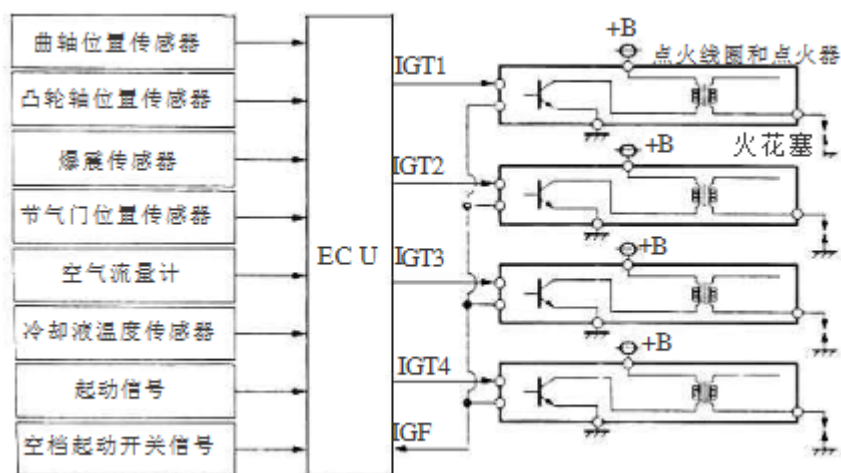 曲轴位置传感器
凸轮轴位置传感器
爆震传感器
节气门位置传感器
空气流量计
冷却液温度传感器
起动信号
空档起动开关信号
EC U
IGT1
IGT2
IGT3
IGT4
IGF
+B
点火线圈和点火器
火花塞
+B
+B
+B